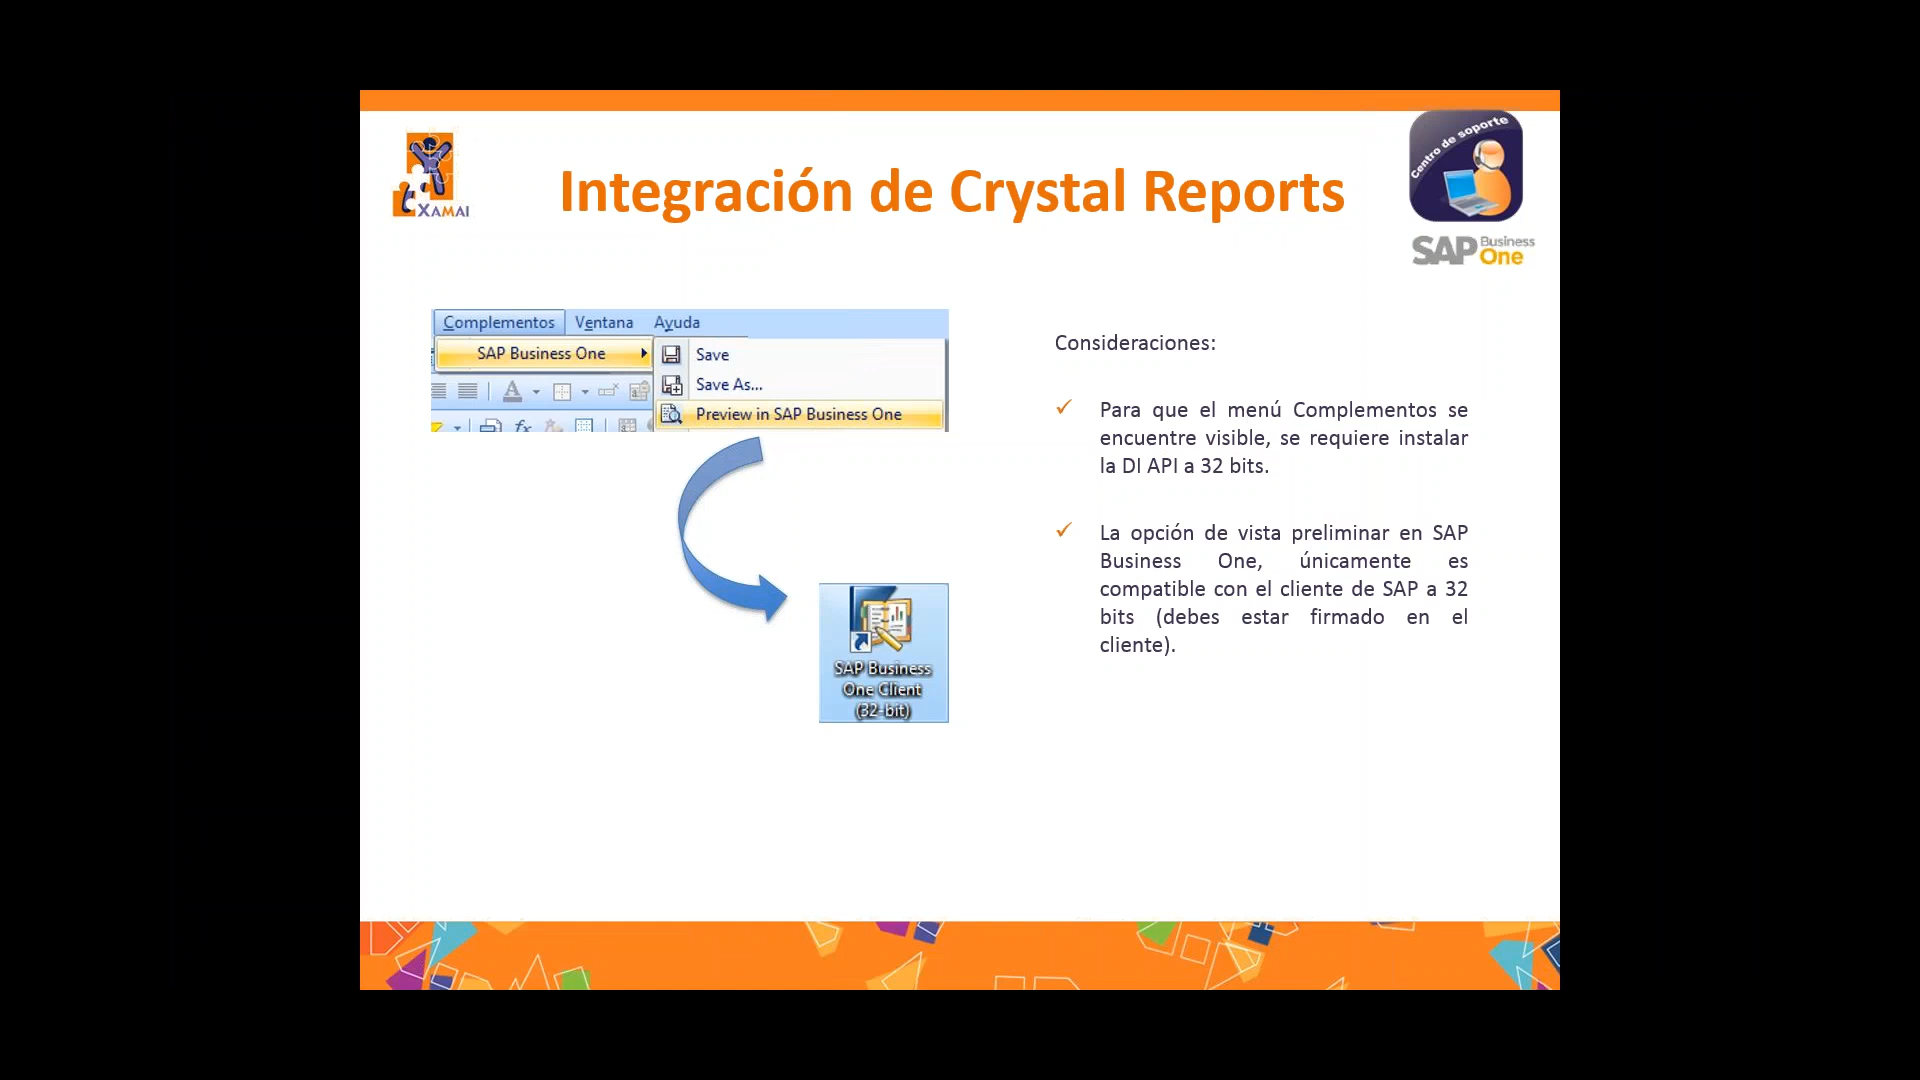 Centro de soporte
XAMAI
Integración de Crystal Reports
SAP Business One
Complementos Ventana Ayuda
SAP Business One
Save
Save As...
Preview in SAP Business One
Consideraciones:
Para que el menú Complementos se
encuentre visible, se requiere instalar
la DI API a 32 bits.
La opción de vista preliminar en SAP
Business One, únicamente es
compatible con el cliente de SAP a 32
bits (debes estar firmado en el
cliente).
SAP Business
One Client
(32-bit)